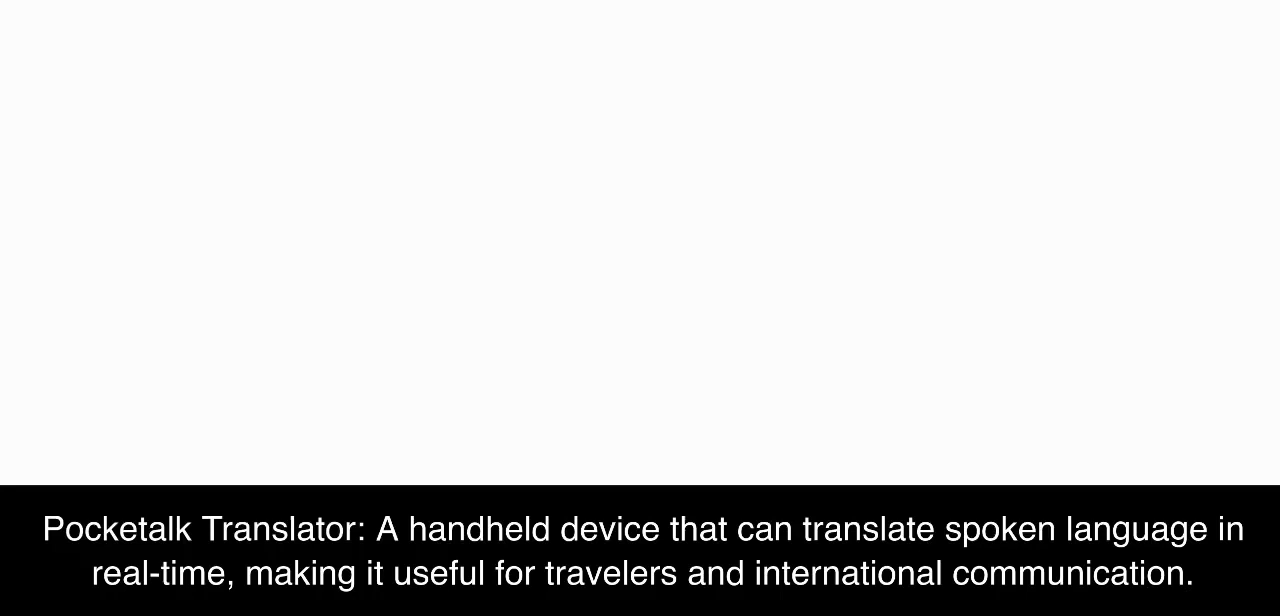 Pocketalk Translator: A handheld device that can translate spoken language in
real-time, making it useful for travelers and international communication.